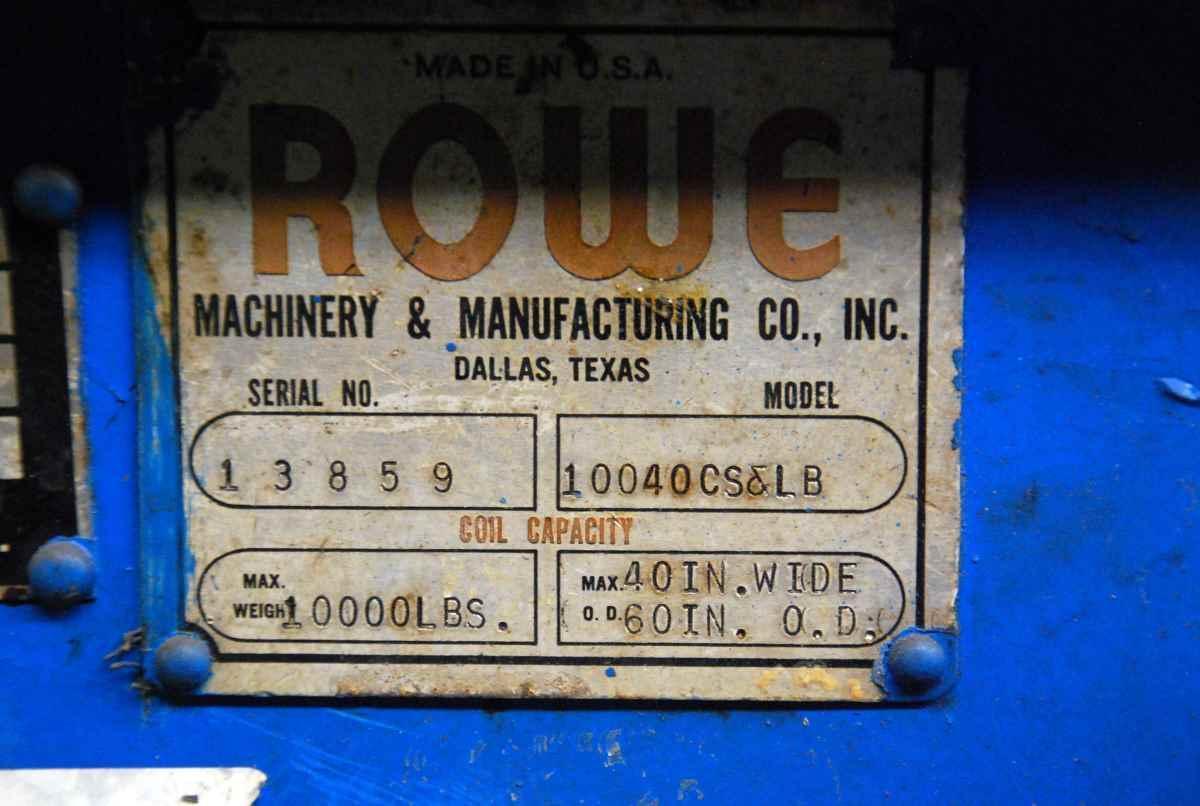 MADE IN U.S.A.
ROWE
MACHINERY & MANUFACTURING CO., INC.
DALLAS, TEXAS
SERIAL NO. MODEL
13859 10040CS&LB
COIL CAPACITY
MAX. WEIGHT 10000LBS.
MAX. O.D. 40IN.WIDE
60IN. O.D.